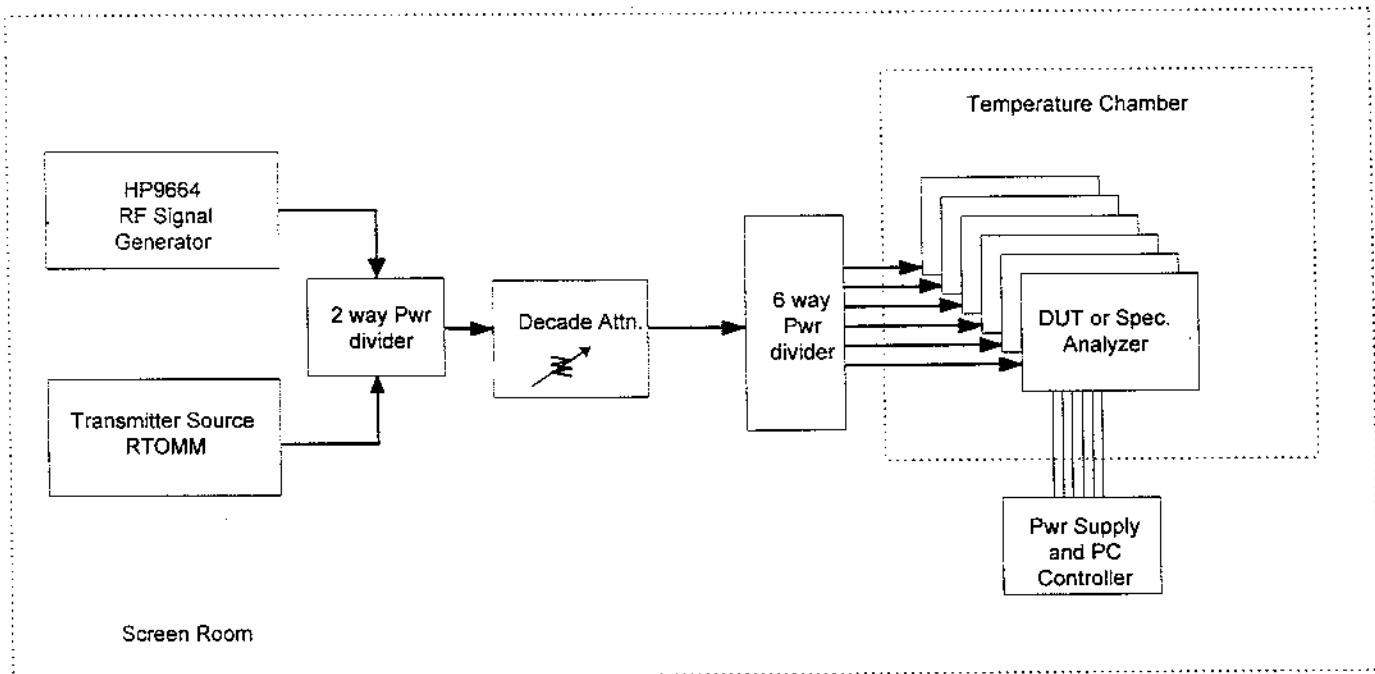 Temperature Chamber
HP9664
RF Signal
Generator
2 way Pwr
divider
Decade Attn.
6 way
Pwr
divider
DUT or Spec.
Analyzer
Transmitter Source
RTOMM
Pwr Supply
and PC
Controller
Screen Room